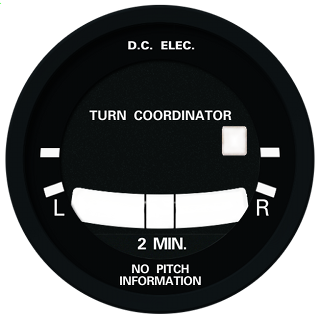 D.C. ELEC.
TURN COORDINATOR
L R
2 MIN.
NO PITCH
INFORMATION